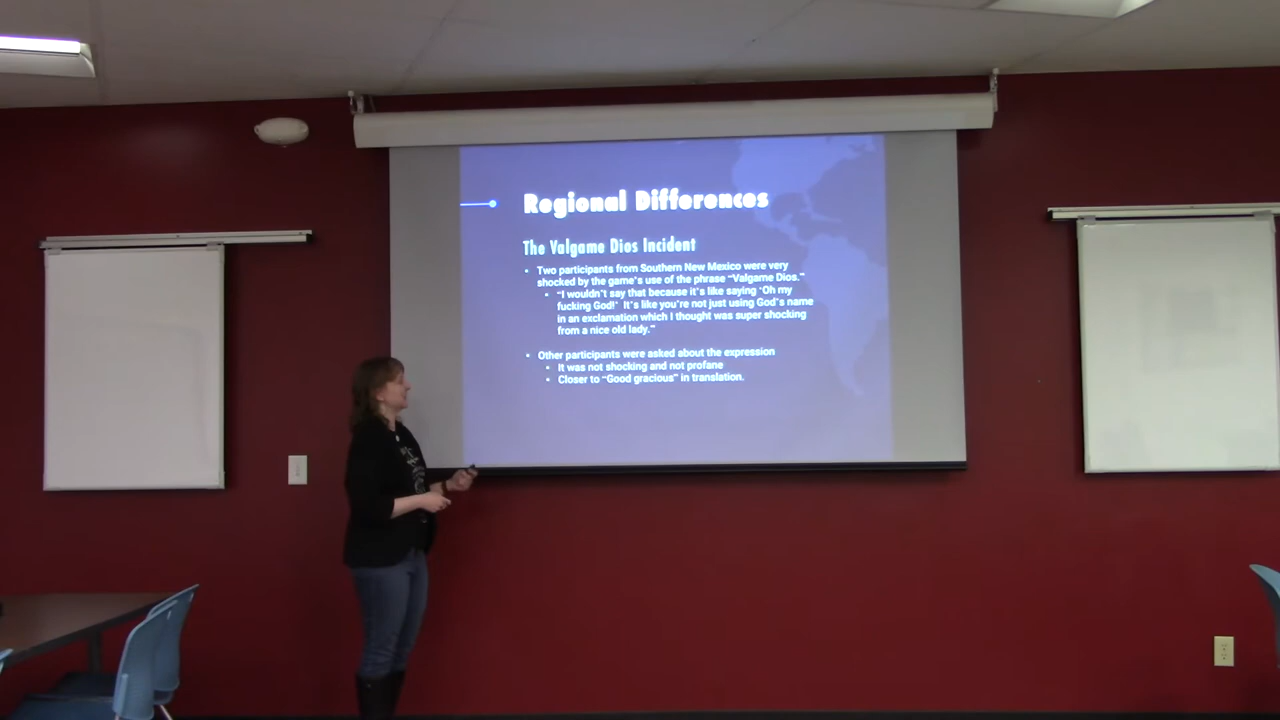 Regional Differences
The Valgame Dios Incident
• Two participants from Southern New Mexico were very
shocked by the game's use of the phrase "Valgame Dios."
• "I wouldn't say that because it's like saying 'Oh my
fucking God!' It's like you're not just using God's name
in an exclamation which I thought was super shocking
from a nice old lady."
• Other participants were asked about the expression
• It was not shocking and not profane
• Closer to "Good gracious" in translation.